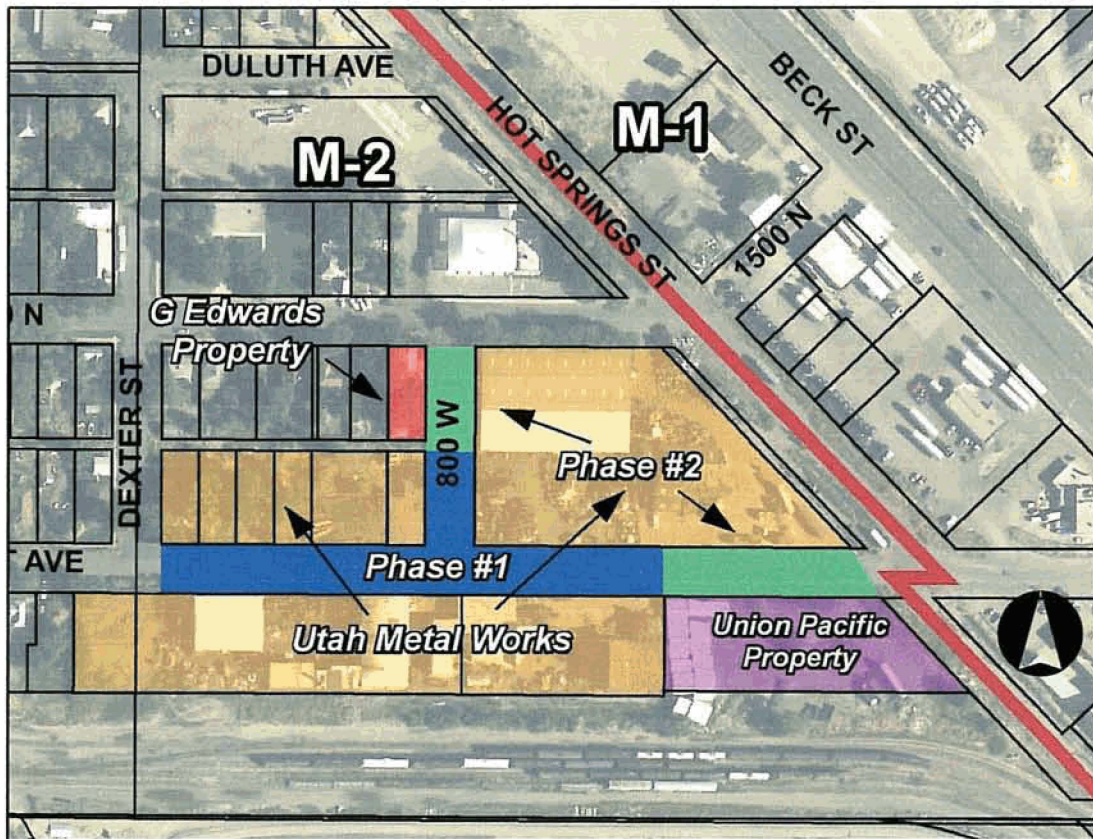 DULUTH AVE
HOT SPRINGS ST
M-1
BECK ST
M-2
1500 N
0 N
G Edwards
Property
DEXTER ST
800 W
Phase #2
T AVE
Phase #1
Utah Metal Works
Union Pacific
Property